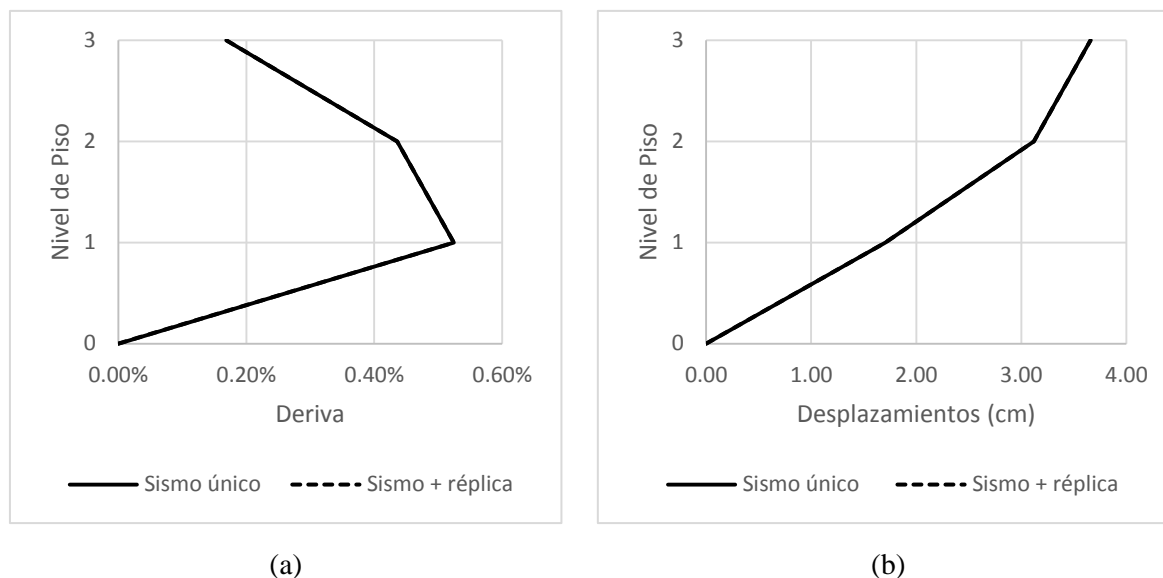 3
2
1
0
Nivel de Piso
0.00% 0.20% 0.40% 0.60%
Deriva
Sismo único Sismo + réplica
(a)
3
2
1
0
Nivel de Piso
0.00 1.00 2.00 3.00 4.00
Desplazamientos (cm)
Sismo único Sismo + réplica
(b)